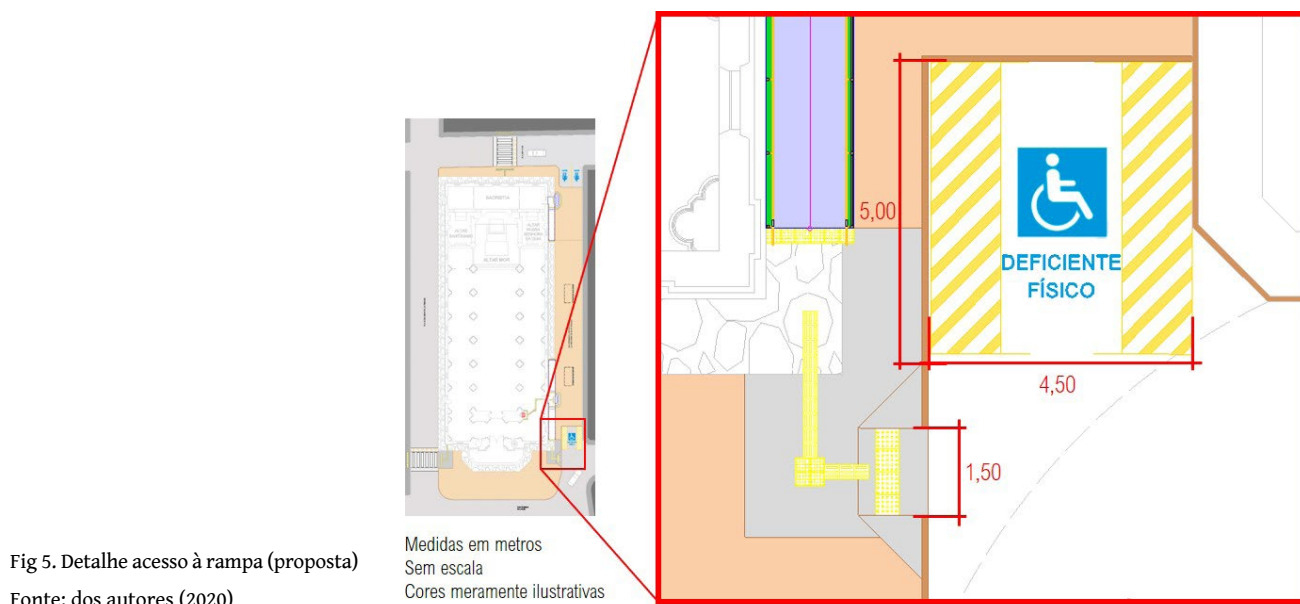 5,00
DEFICIENTE
FÍSICO
4,50
1,50
SACRISTIA
ALTAR MOR
Medidas em metros
Sem escala
Cores meramente ilustrativas
Fig 5. Detalhe acesso à rampa (proposta)
Fonte: dos autores (2020)